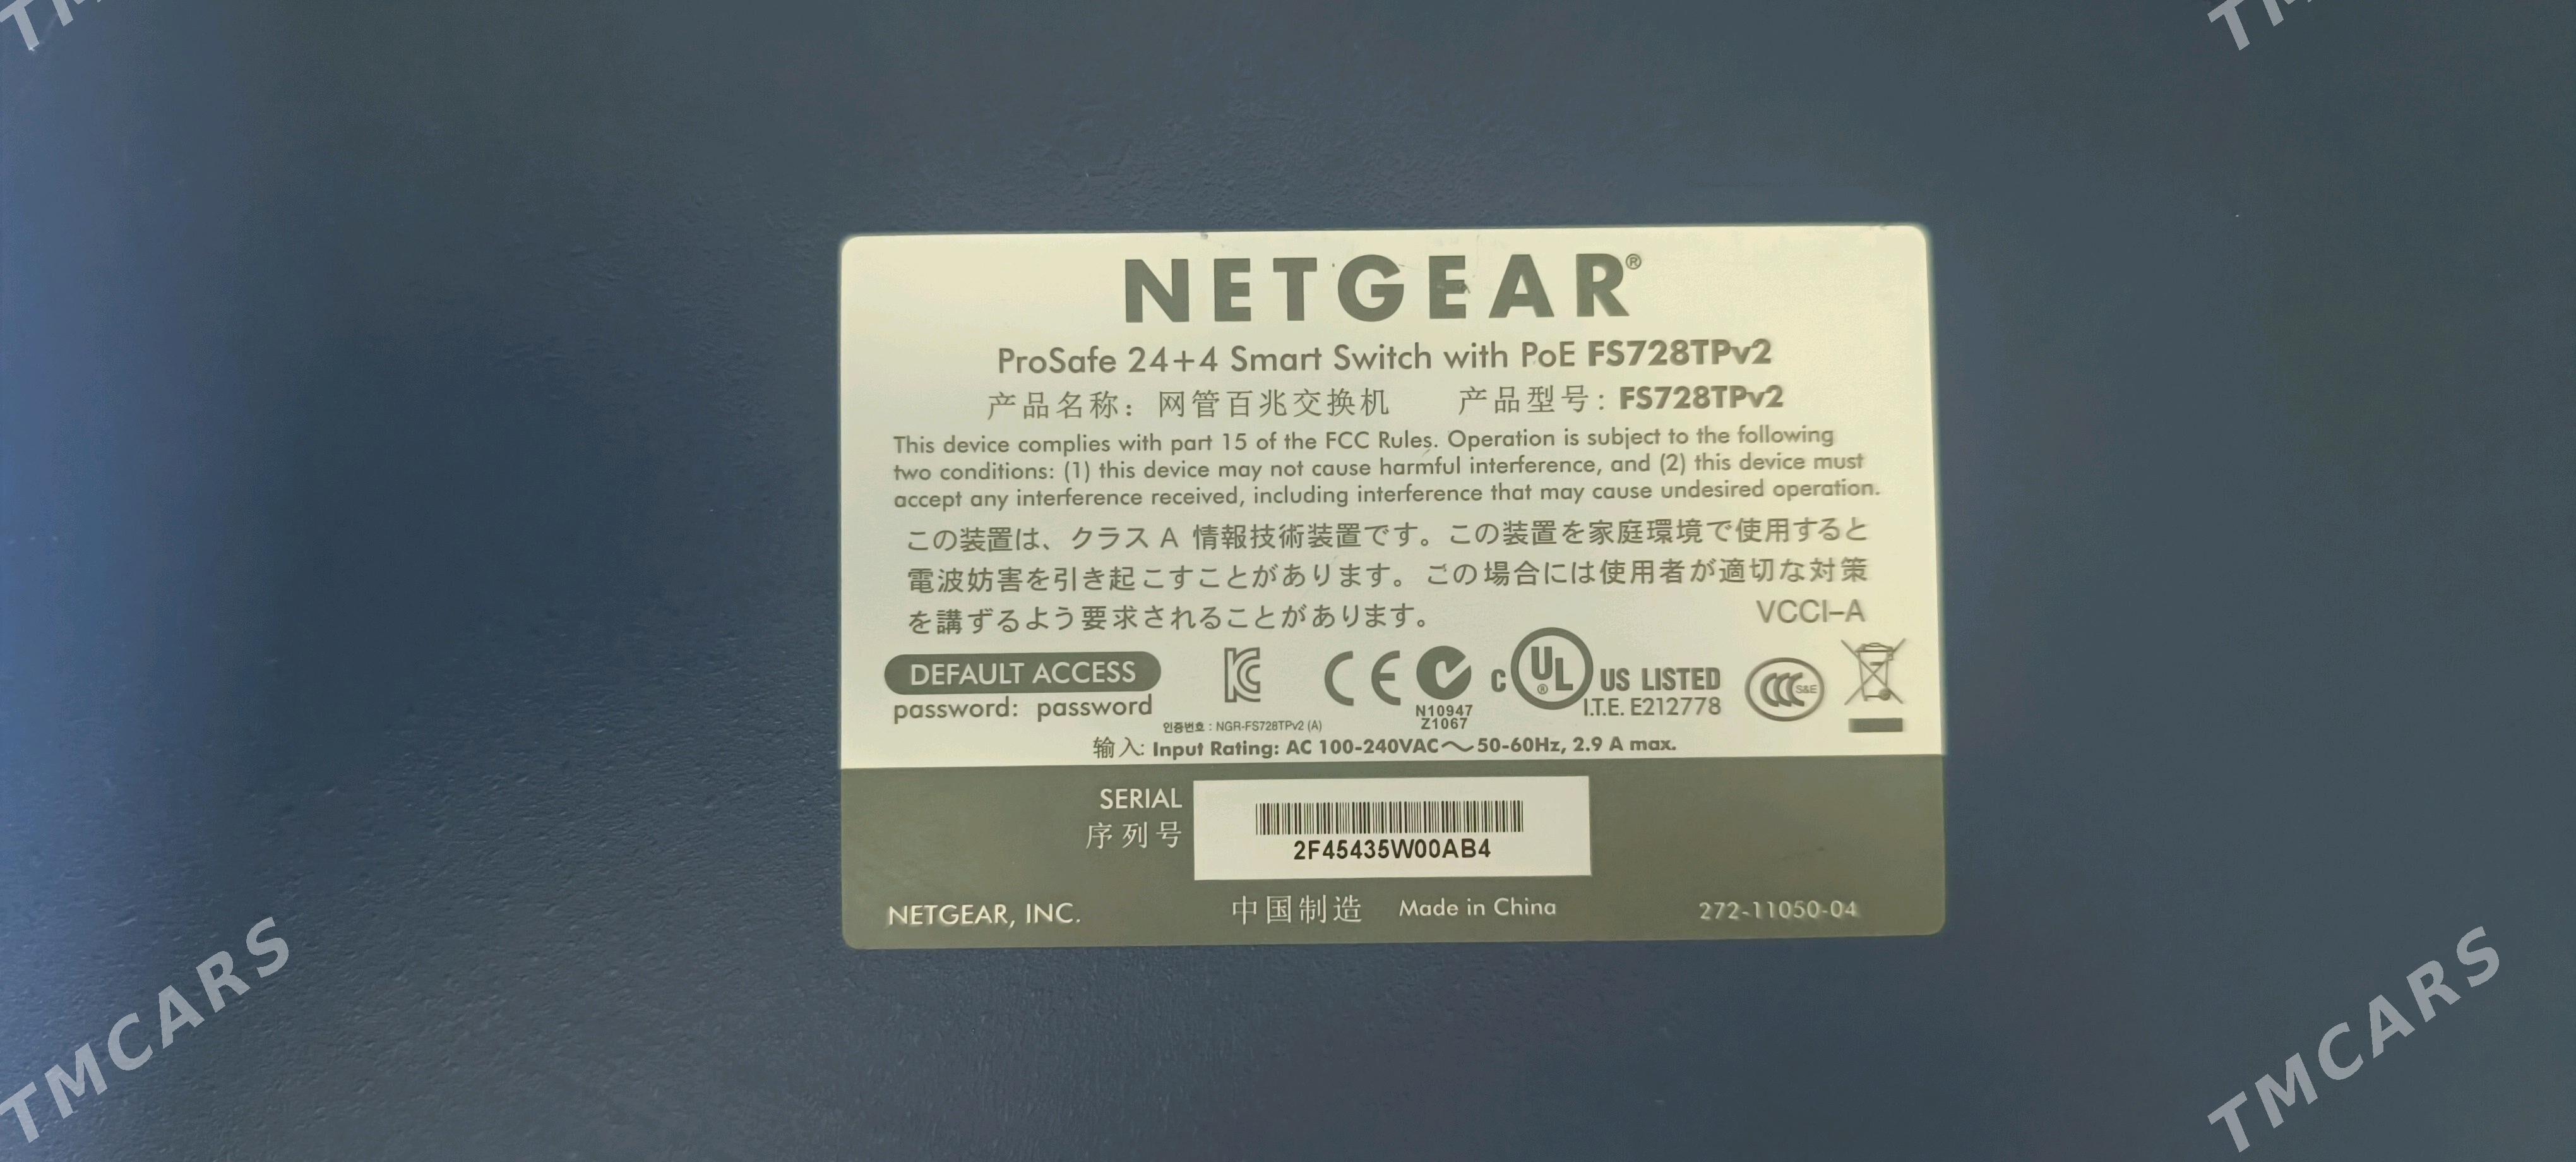 NETGEAR®
ProSafe 24+4 Smart Switch with PoE FS728TPv2
产品名称：网管百兆交换机 产品型号：FS728TPv2
This device complies with part 15 of the FCC Rules. Operation is subject to the following
two conditions: (1) this device may not cause harmful interference, and (2) this device must
accept any interference received, including interference that may cause undesired operation.
この装置は、クラス A 情報技術装置です。この装置を家庭環境で使用すると
電波妨害を引き起こすことがあります。この場合には使用者が適切な対策
を講ずるよう要求されることがあります。 VCCI-A
DEFAULT ACCESS
password: password
인증번호 : NGR-FS728TPv2 (A)
CE
N10947
Z1067
C UL® US LISTED
I.T.E. E212778
CCC S&E
输入: Input Rating: AC 100-240VAC～50-60Hz, 2.9 A max.
SERIAL
序列号
2F45435W00AB4
NETGEAR, INC. 中国制造 Made in China 272-11050-04
TMCARS
TMCARS